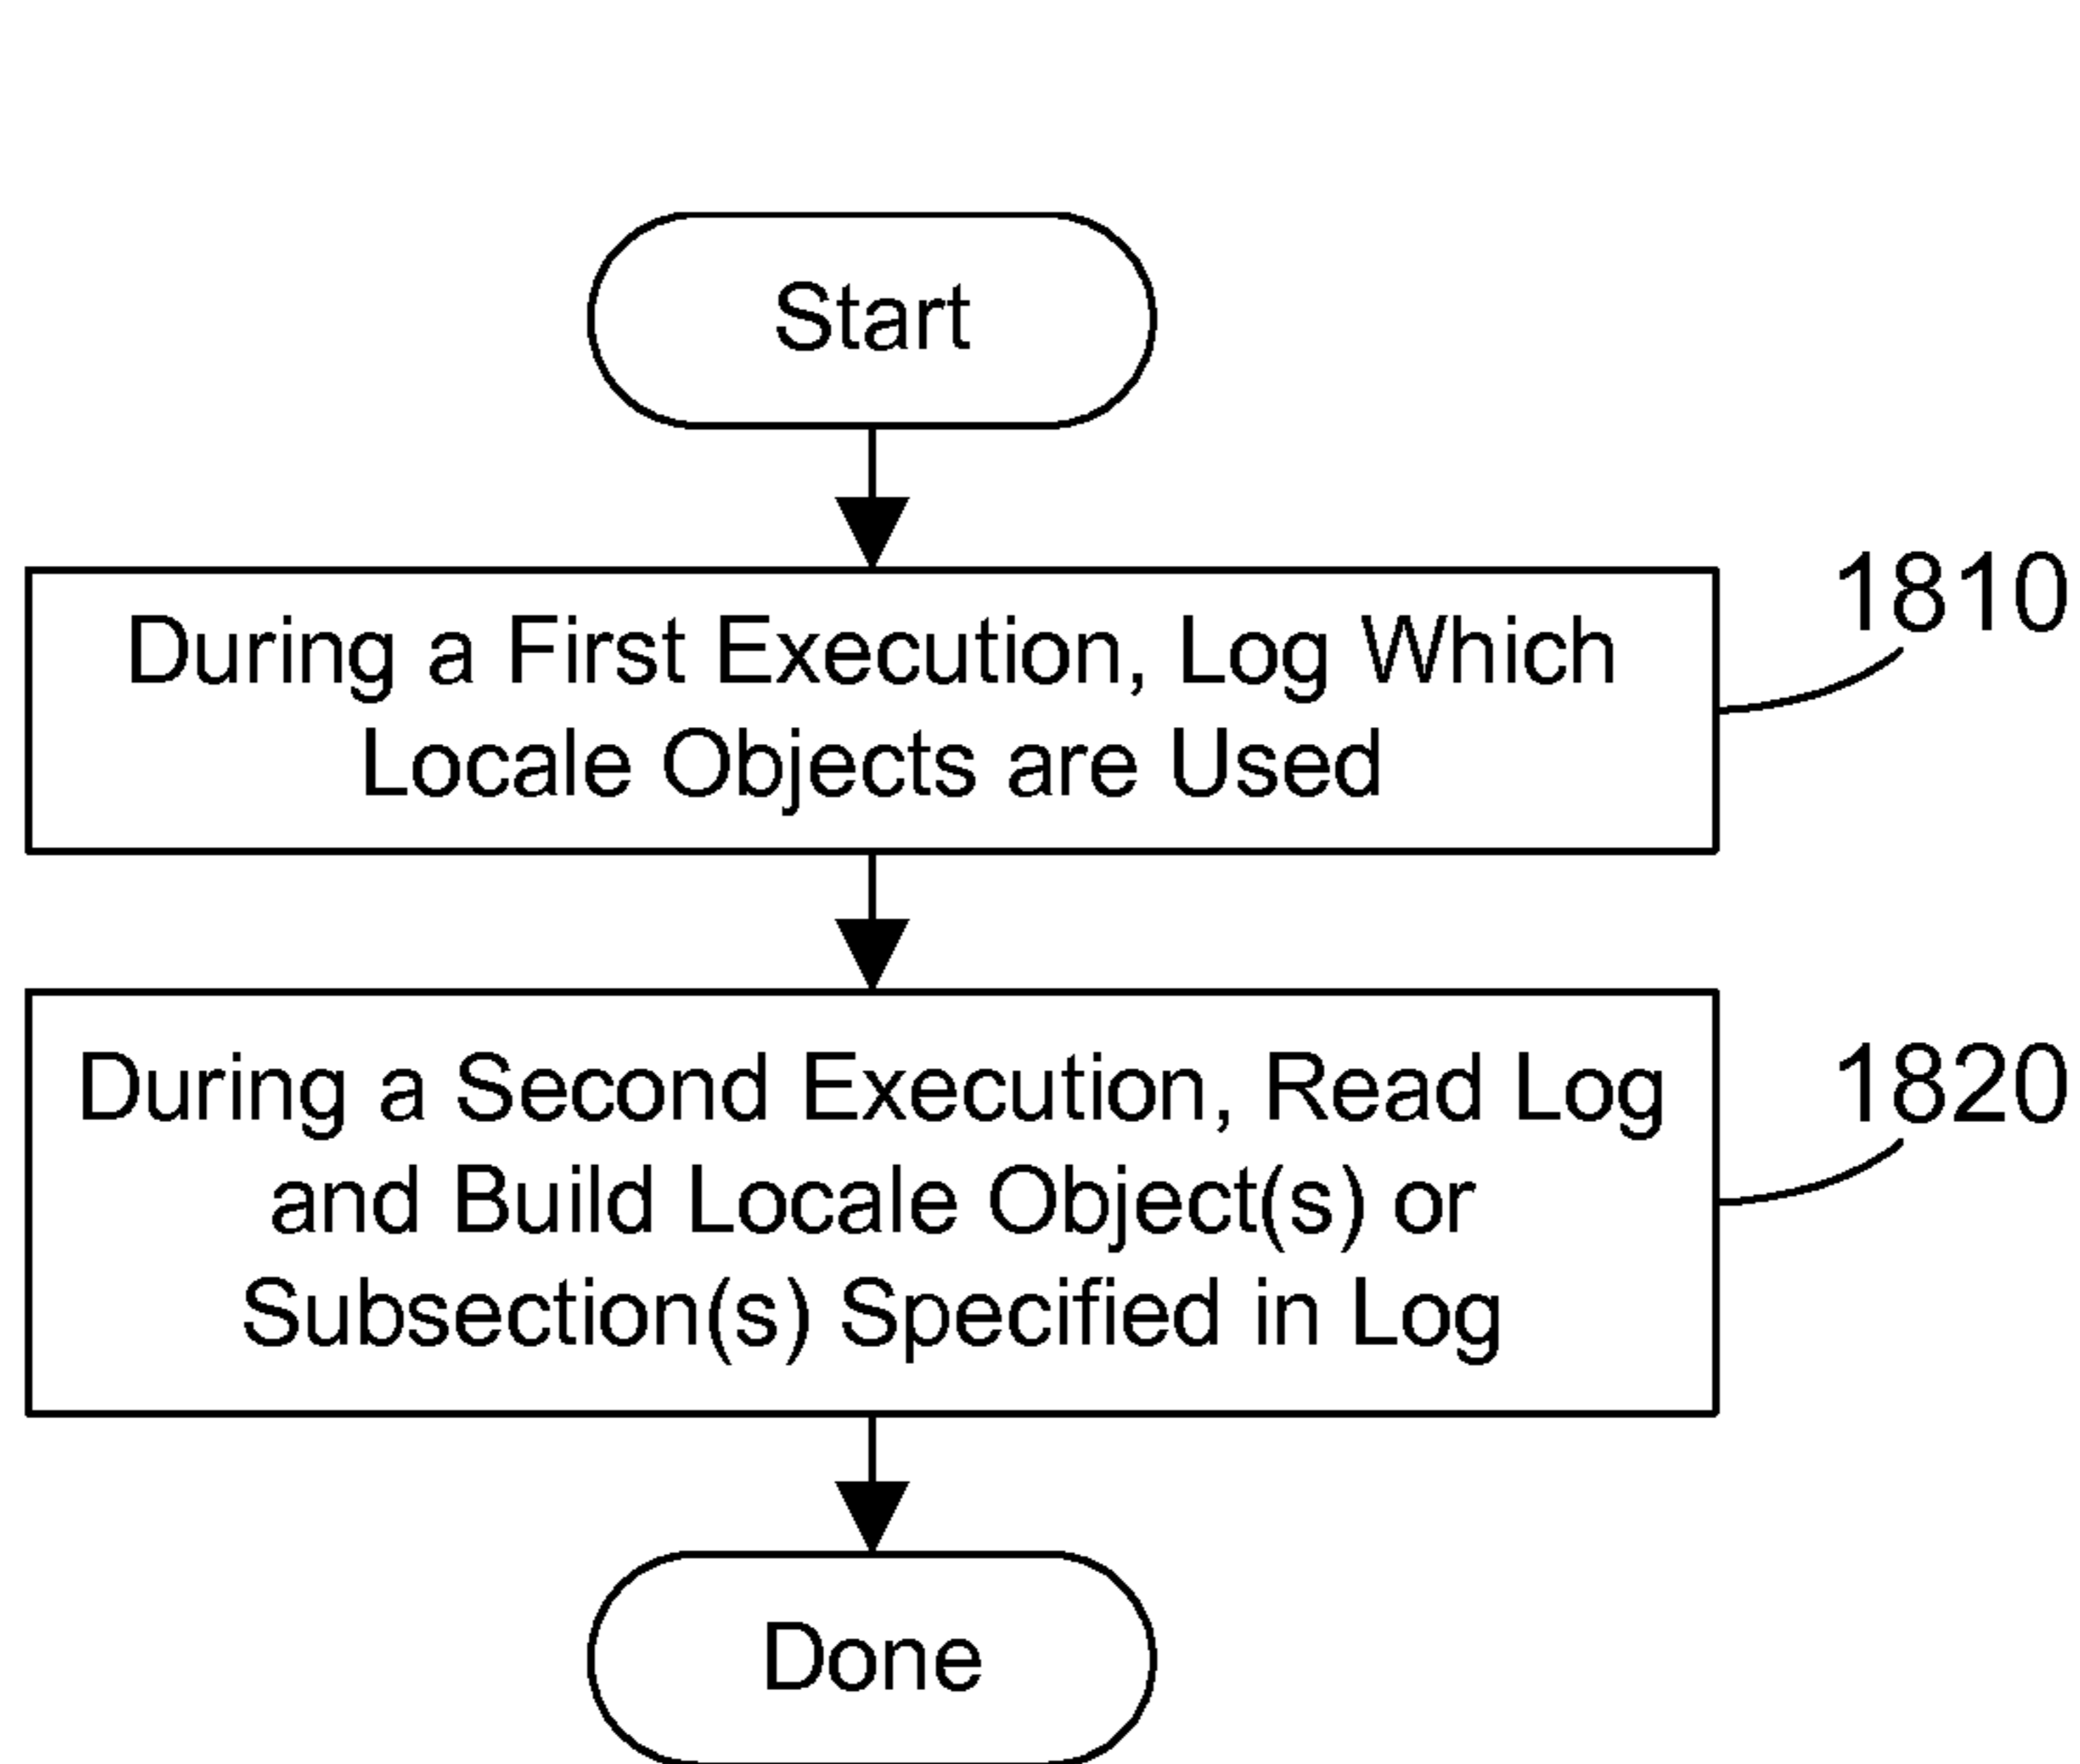 Start
During a First Execution, Log Which
Locale Objects are Used
1810
During a Second Execution, Read Log
and Build Locale Object(s) or
Subsection(s) Specified in Log
1820
Done